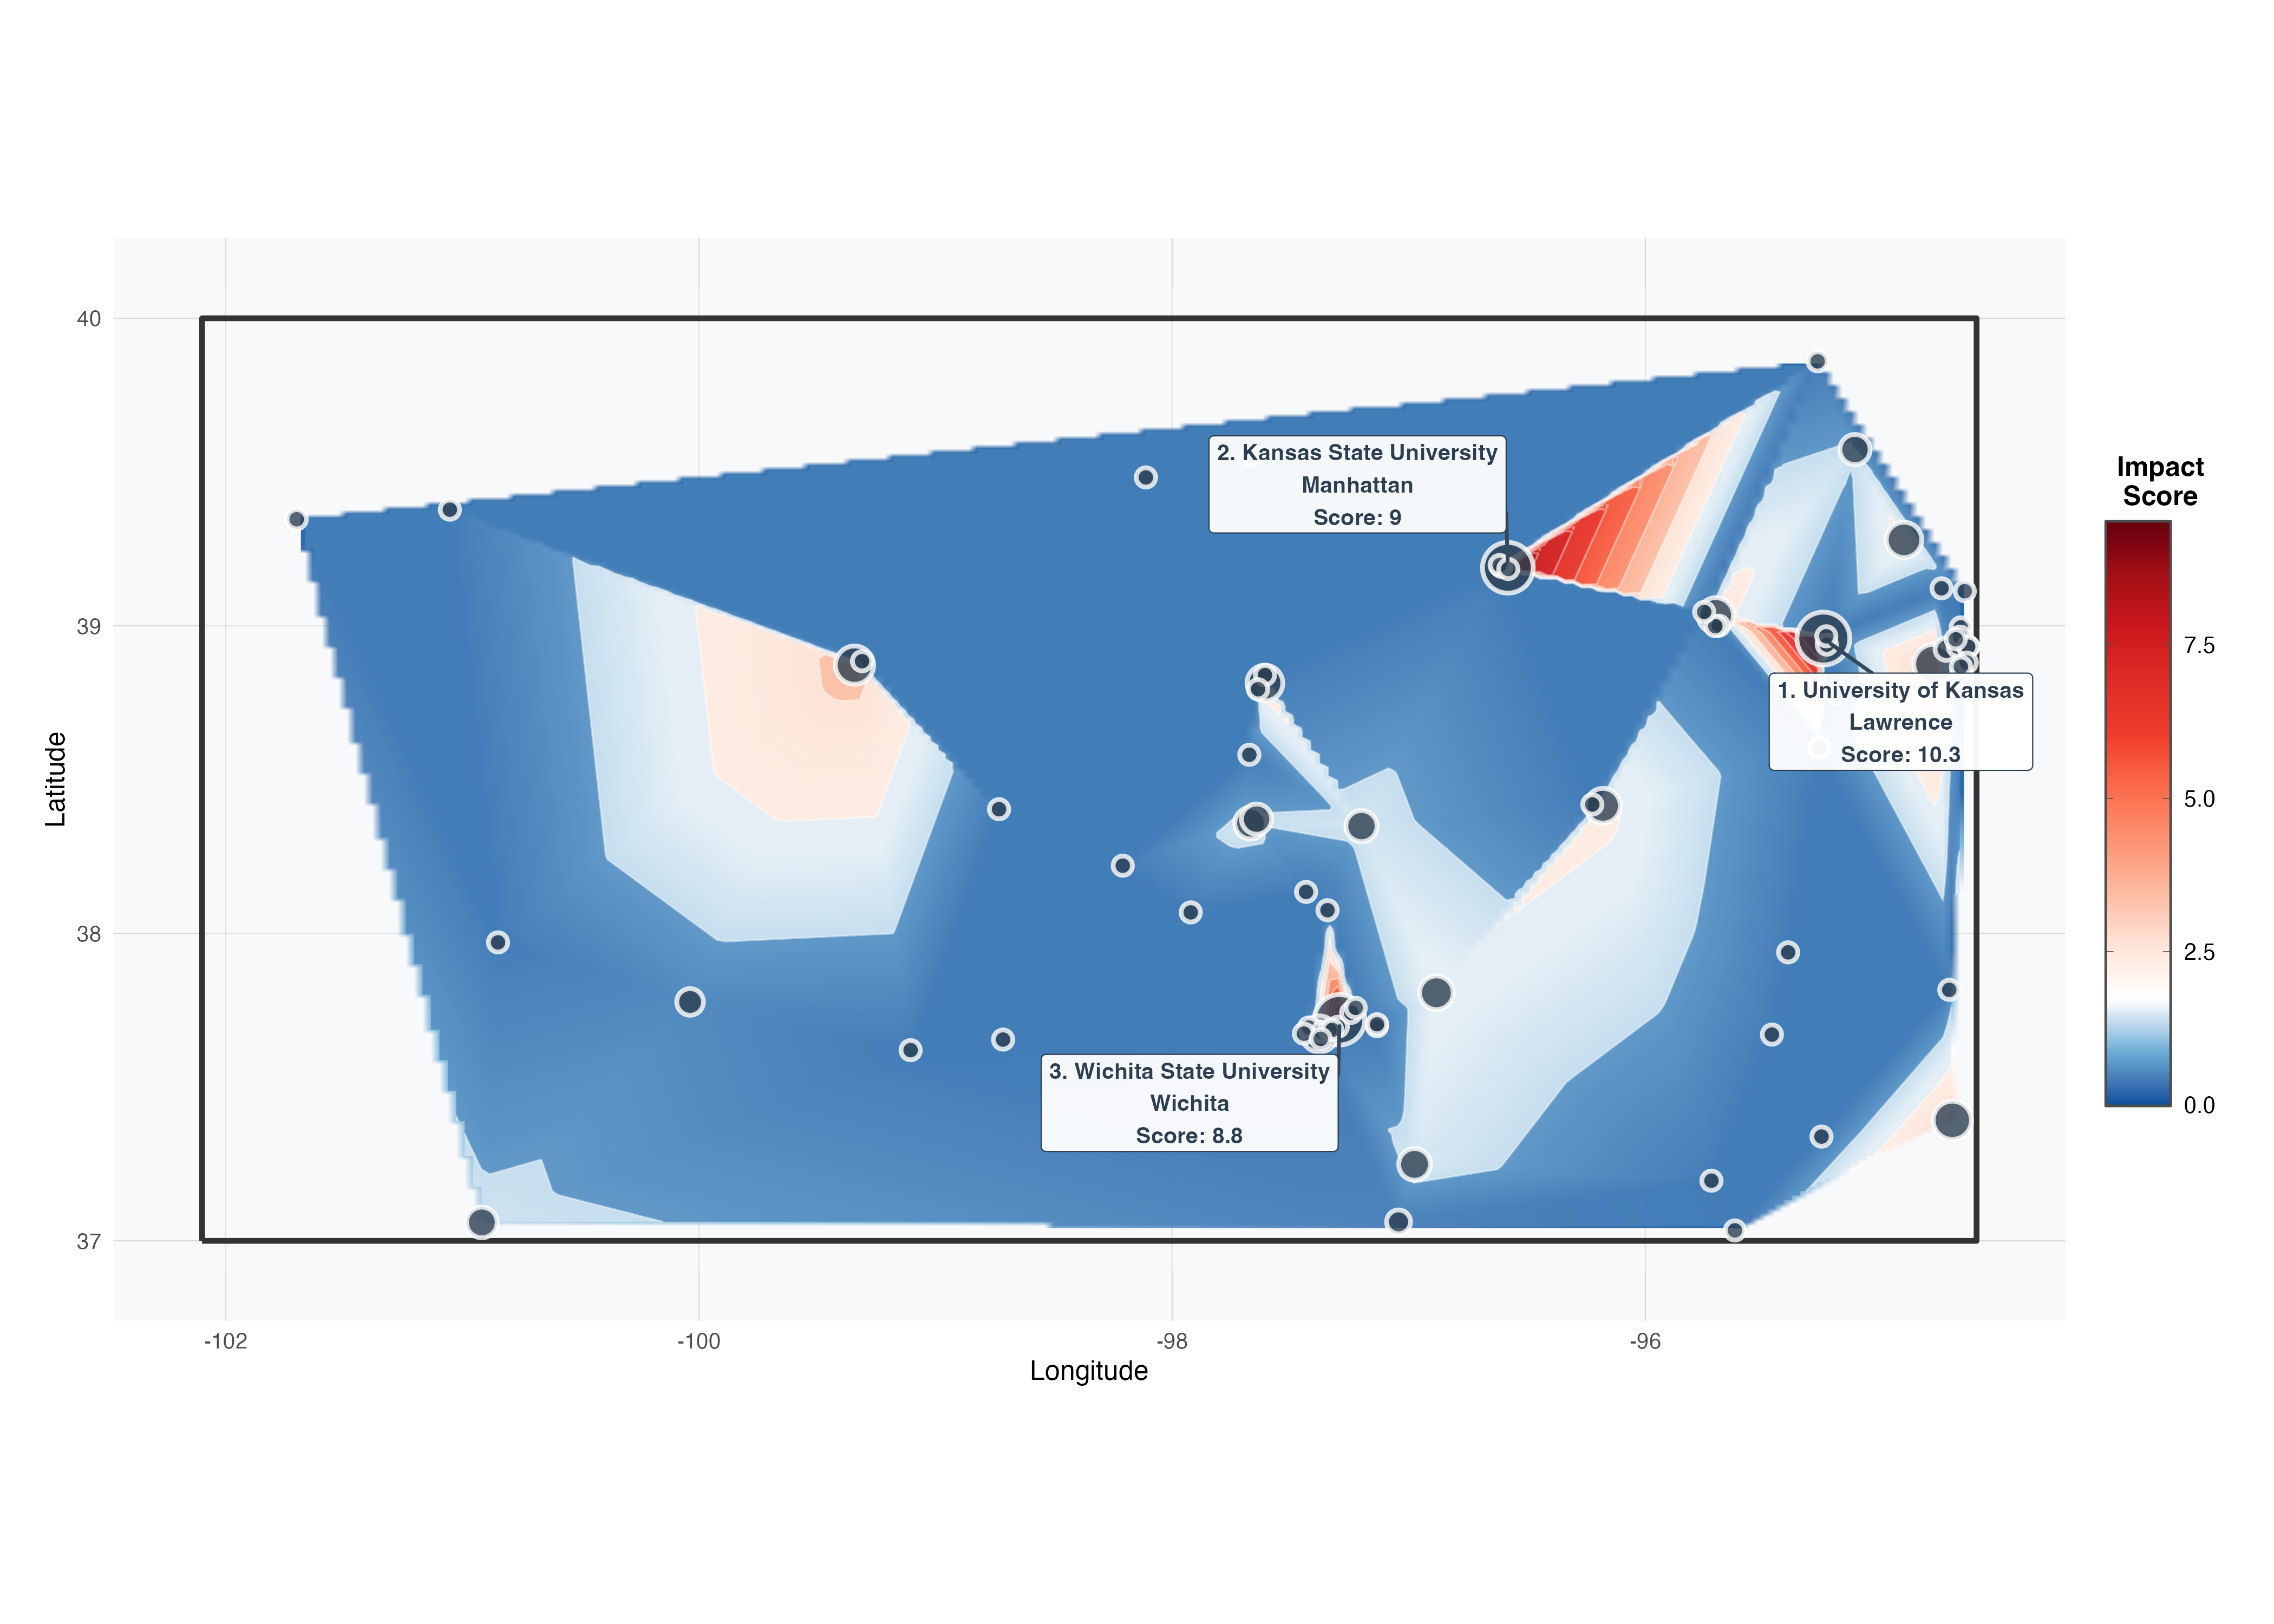 40
39
38
37
Latitude
2. Kansas State University
Manhattan
Score: 9
1. University of Kansas
Lawrence
Score: 10.3
3. Wichita State University
Wichita
Score: 8.8
-102
-100
-98
-96
Longitude
Impact
Score
7.5
5.0
2.5
0.0